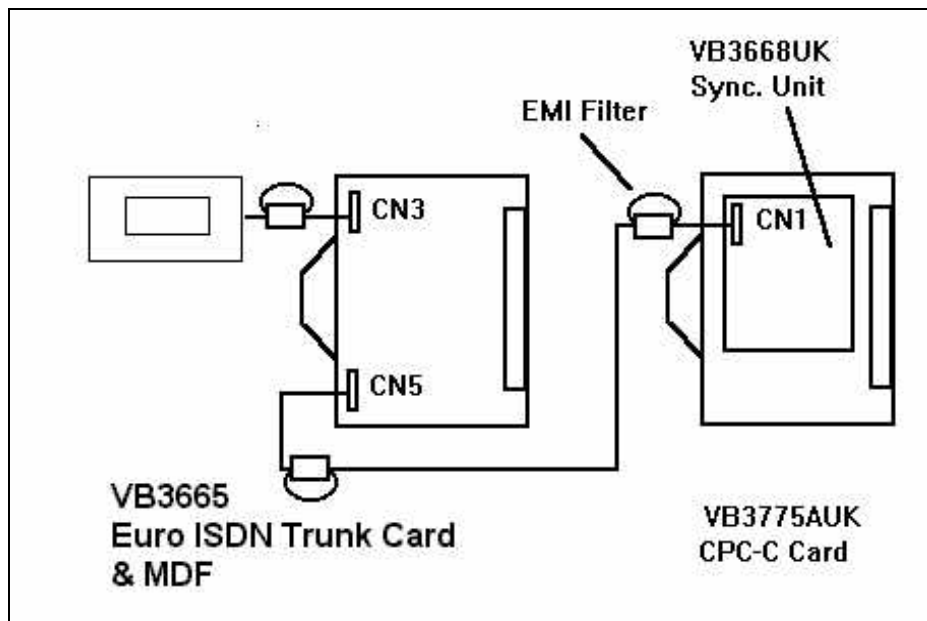 VB3668UK
Sync. Unit
EMI Filter
CN3
CN1
CN5
VB3665
Euro ISDN Trunk Card
& MDF
VB3775AUK
CPC-C Card